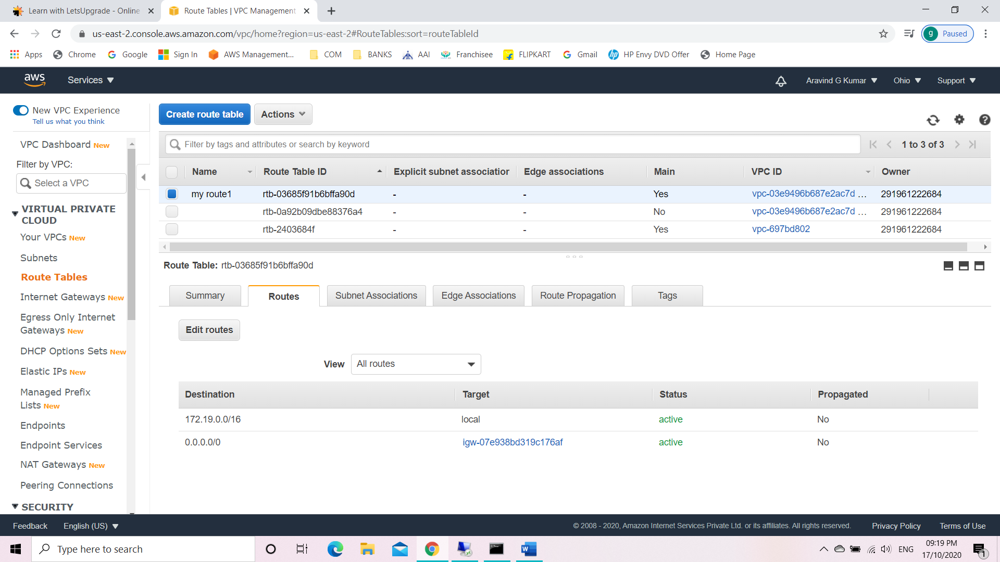 Learn with LetsUpgrade - Online
Route Tables | VPC Management
us-east-2.console.aws.amazon.com/vpc/home?region=us-east-2#RouteTables:sort=routeTableId
g Paused
Apps Chrome Google Sign In AWS Management... COM BANKS AAI Franchisee FLIPKART Gmail HP Envy DVD Offer Home Page
aws Services Aravind G Kumar Ohio Support
New VPC Experience
Tell us what you think
Create route table Actions
VPC Dashboard New
Filter by tags and attributes or search by keyword
1 to 3 of 3
Filter by VPC:
Select a VPC
Name Route Table ID Explicit subnet association Edge associations Main VPC ID Owner
my route1 rtb-03685f91b6bffa90d - - Yes vpc-03e9496b687e2ac7d ... 291961222684
rtb-0a92b09dbe88376a4 - - No vpc-03e9496b687e2ac7d ... 291961222684
rtb-2403684f - - Yes vpc-697bd802 291961222684
VIRTUAL PRIVATE
CLOUD
Your VPCs New
Subnets
Route Tables
Internet Gateways New
Egress Only Internet
Gateways New
DHCP Options Sets New
Elastic IPs New
Managed Prefix
Lists New
Endpoints
Endpoint Services
NAT Gateways New
Peering Connections
SECURITY
Route Table: rtb-03685f91b6bffa90d
Summary Routes Subnet Associations Edge Associations Route Propagation Tags
Edit routes
View All routes
Destination Target Status Propagated
172.19.0.0/16 local active No
0.0.0.0/0 igw-07e938bd319c176af active No
Feedback English (US) © 2008 - 2020, Amazon Internet Services Private Ltd. or its affiliates. All rights reserved. Privacy Policy Terms of Use
Type here to search
ENG
09:19 PM
17/10/2020
1